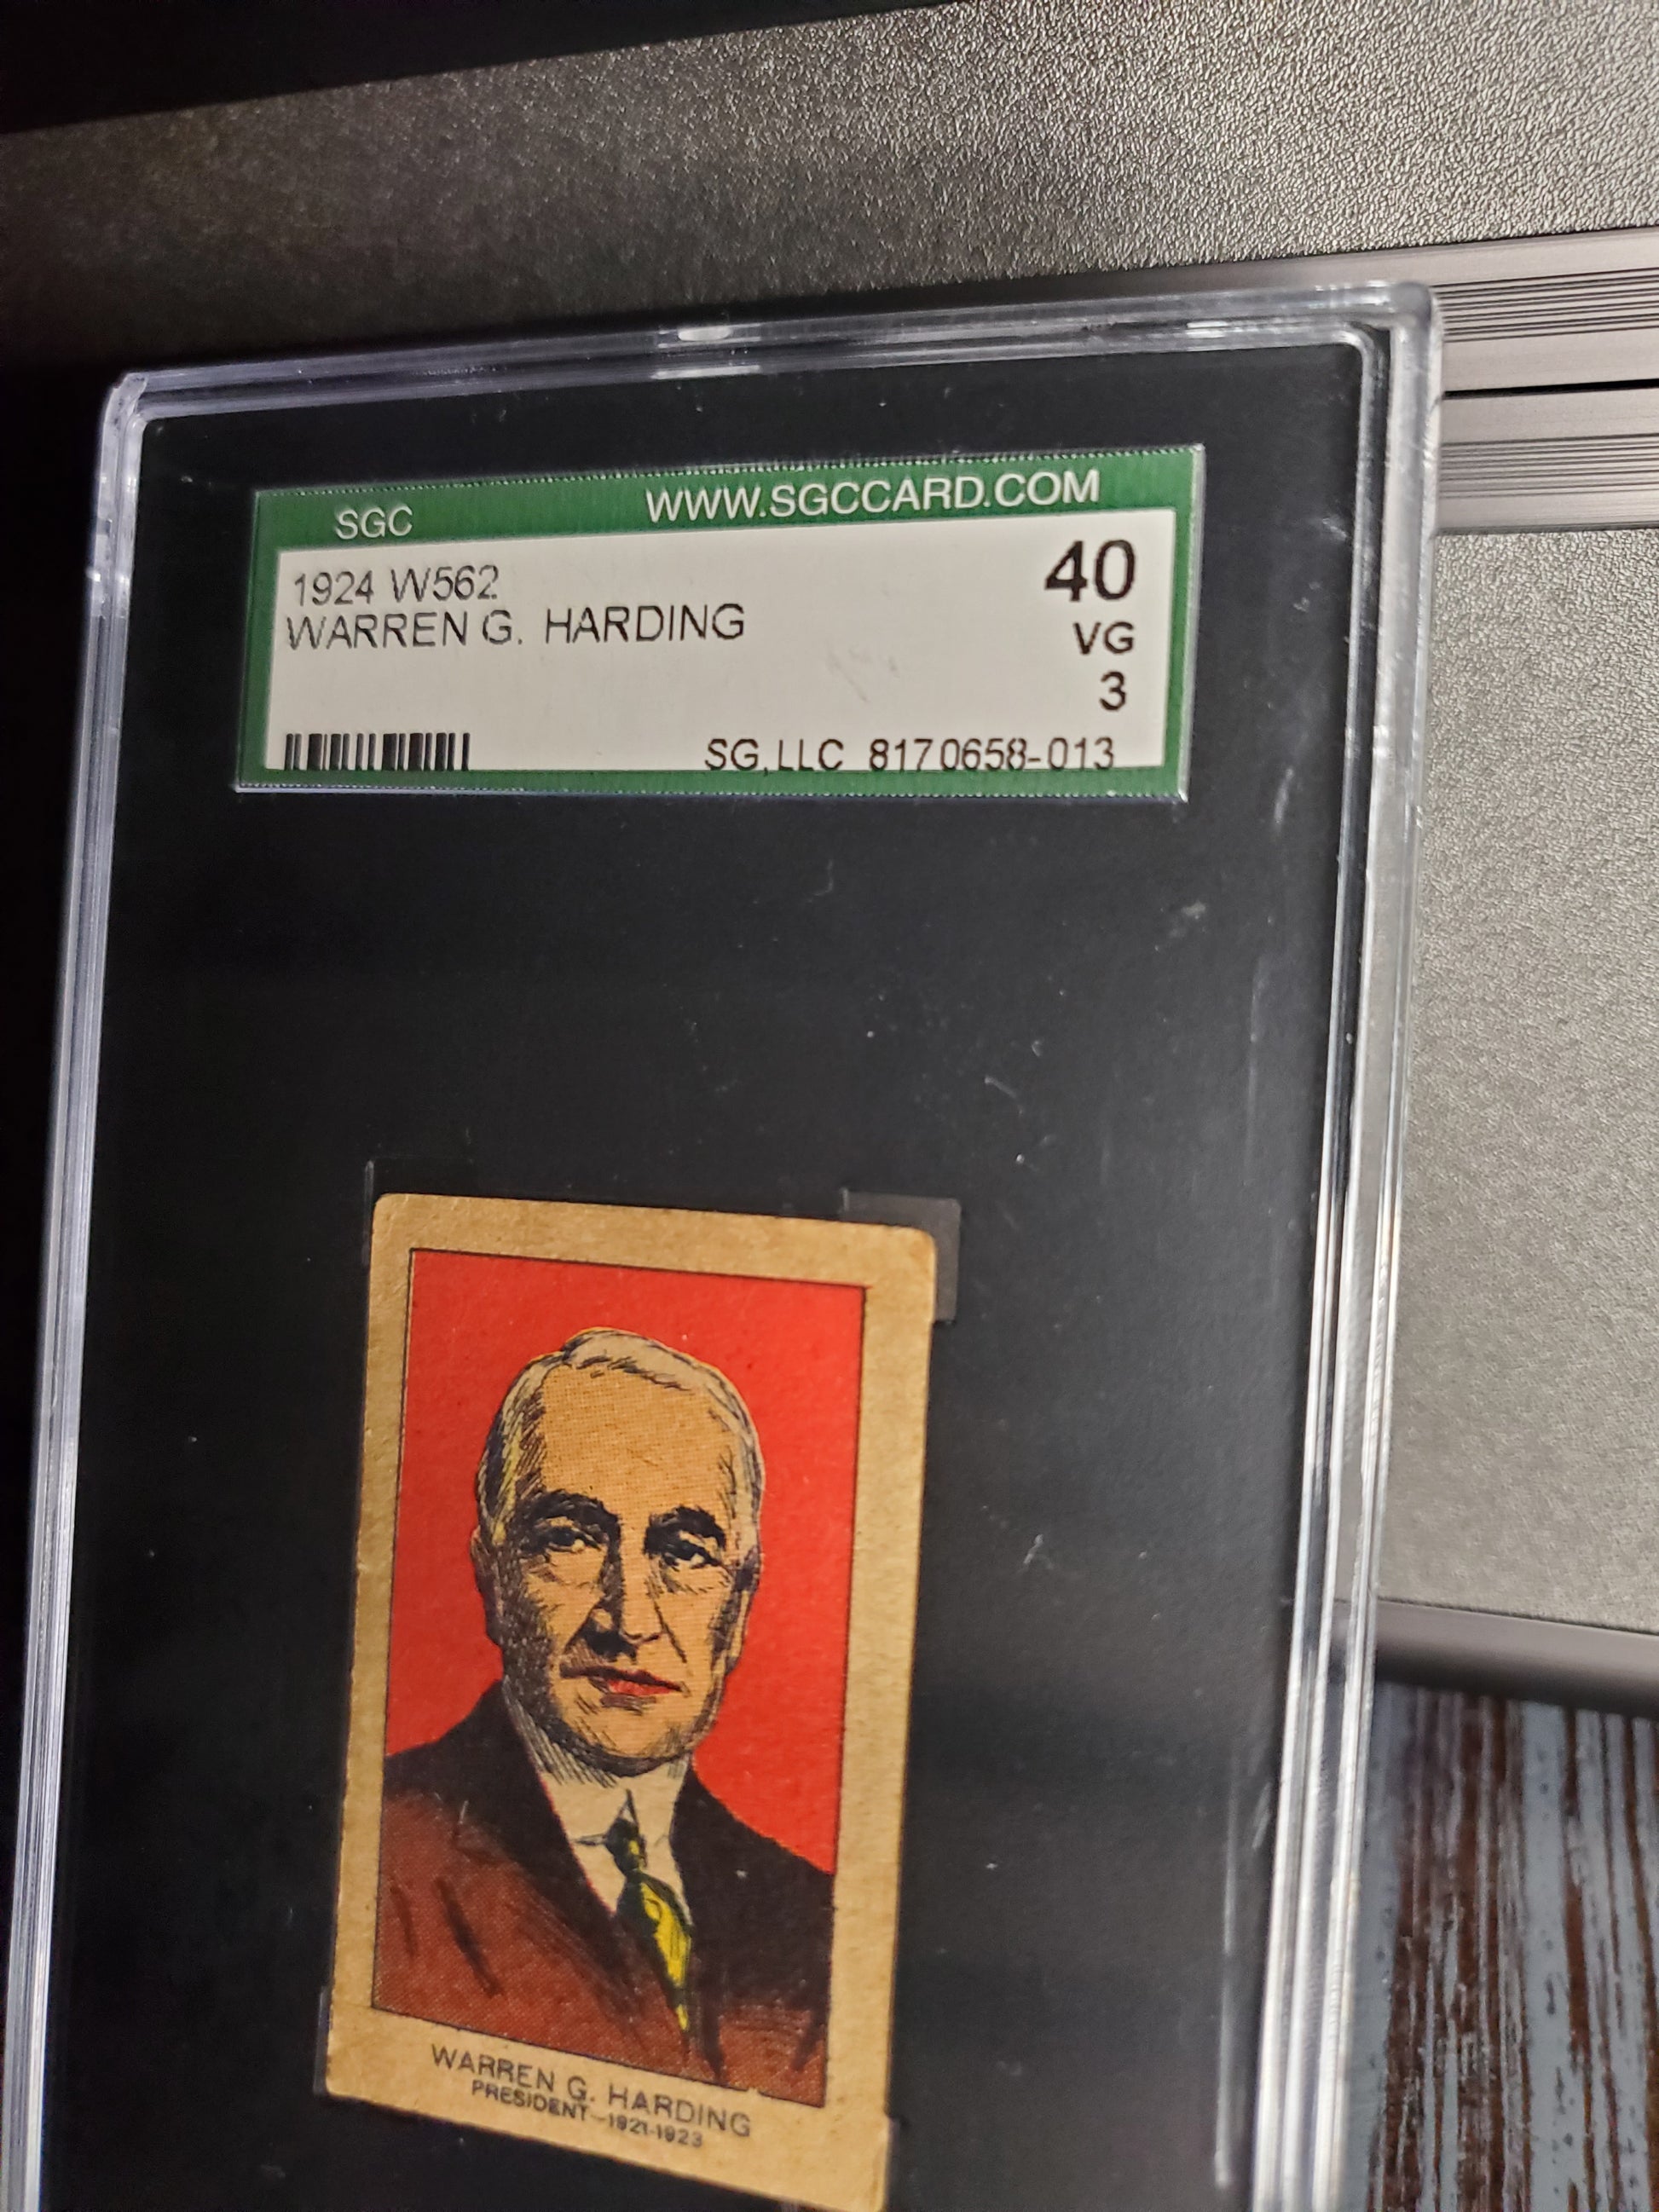 SGC WWW.SGCCARD.COM
1924 W562 40
WARREN G. HARDING VG
3
SG,LLC 8170658-013
WARREN G. HARDING
PRESIDENT-1921-1923